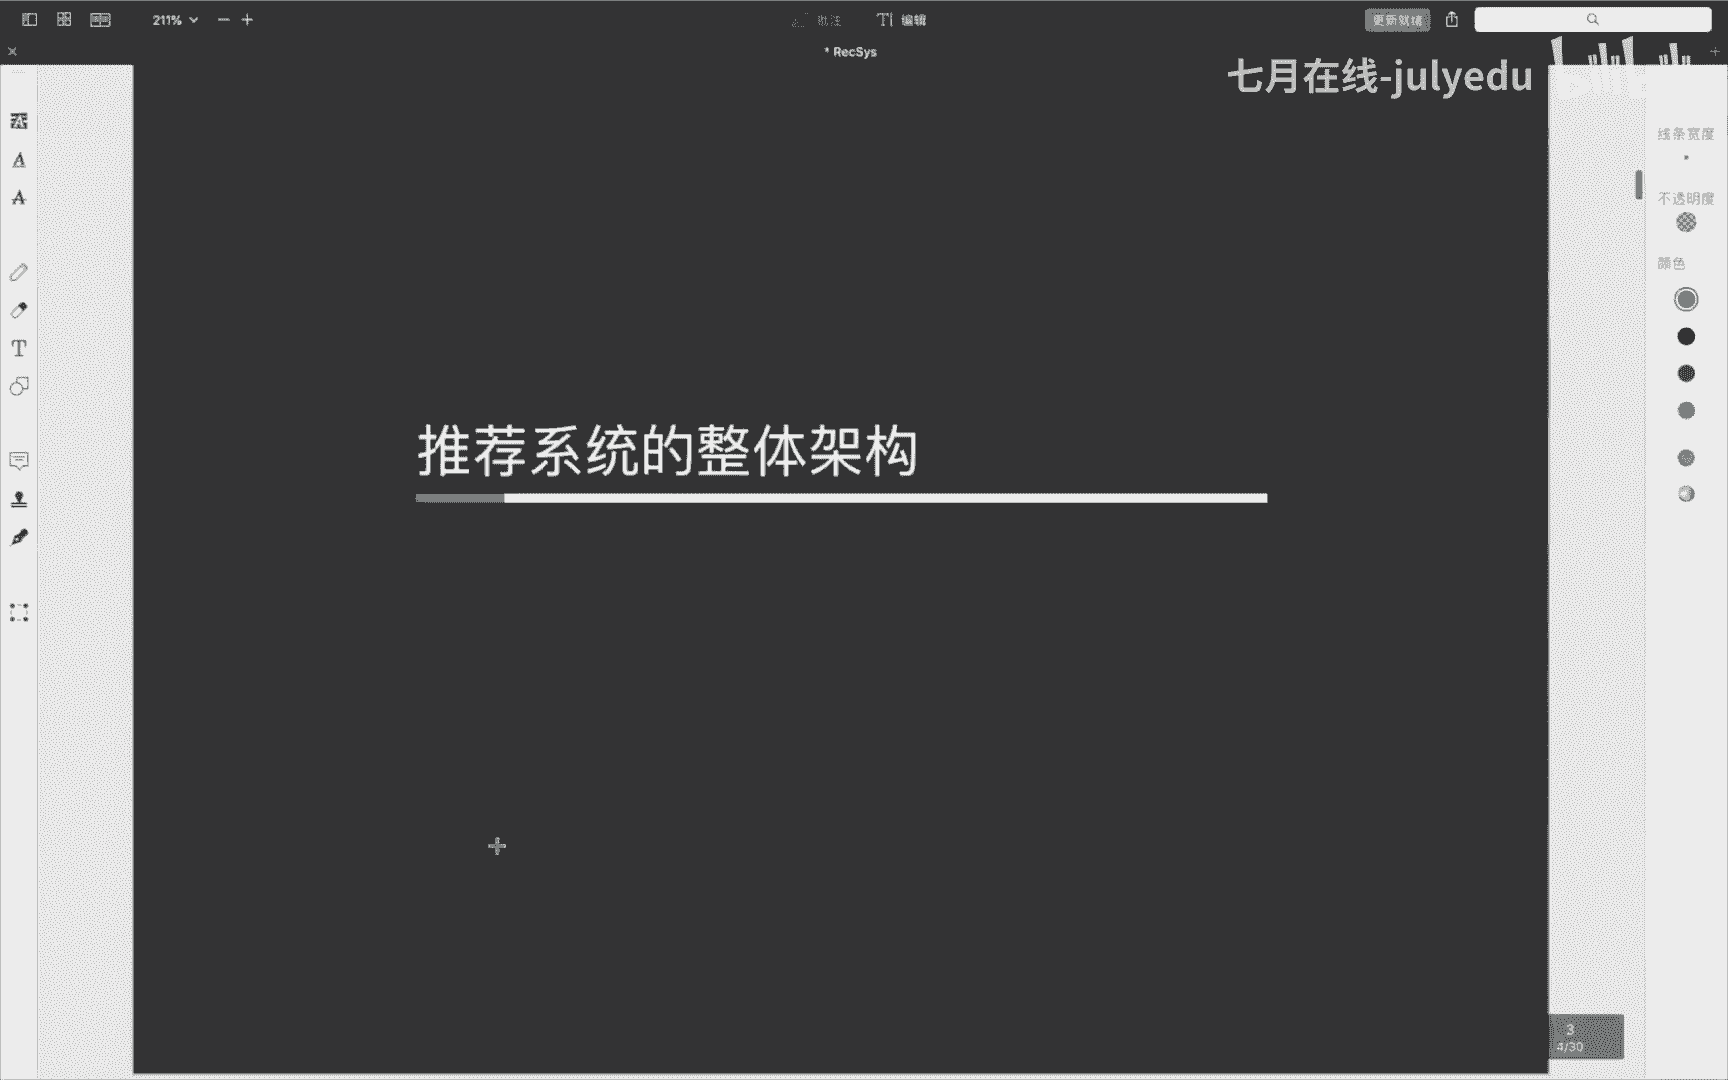 211%
批注
T 编辑
更新就绪
* RecSys
七月在线-julyedu
线条宽度
不透明度
颜色
推荐系统的整体架构
3
4/30